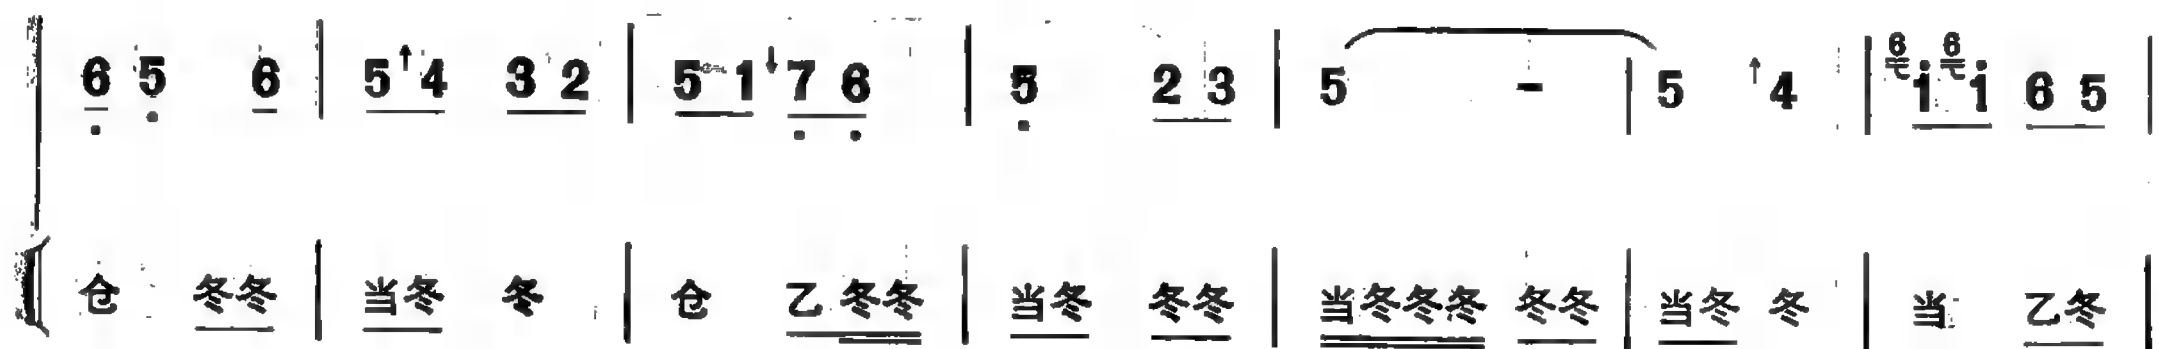 6 5 6 | 5 ↑4 3 2 | 5 1 ↓7 6 | 5 2 3 | 5 - | 5 ↑4 | 6 i 6 i 6 5 |
仓 冬冬 | 当冬 冬 | 仓 乙冬冬 | 当冬 冬冬 | 当冬冬冬 冬冬 | 当冬 冬 | 当 乙冬 |